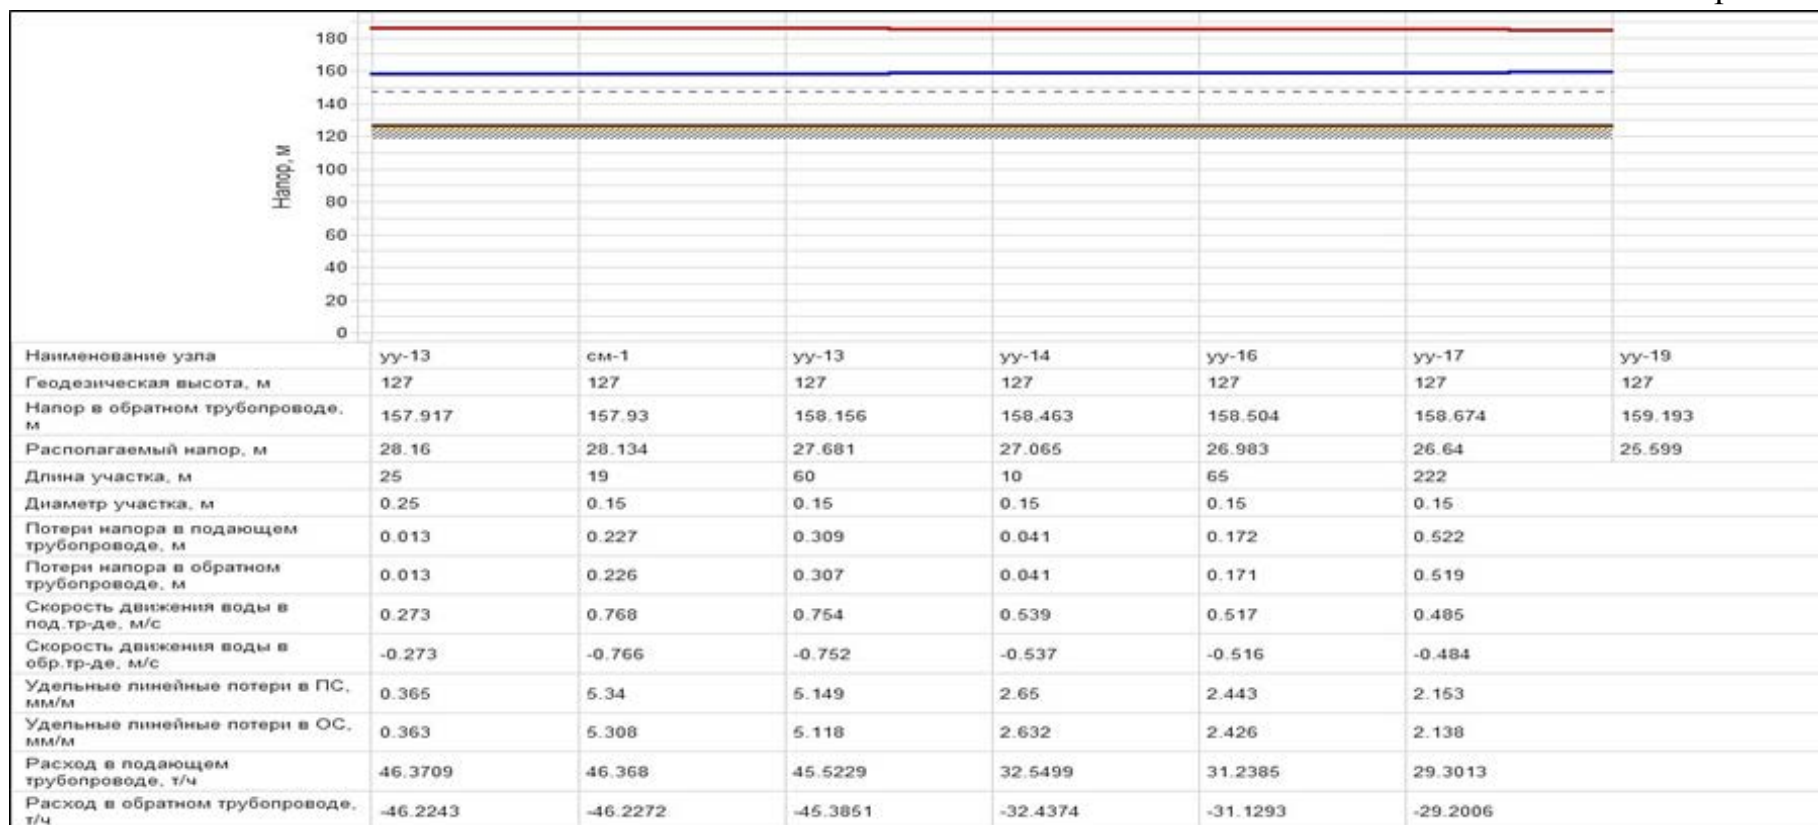 180
160
140
120
100
80
60
40
20
0
Напор, м
Наименование узла уу-13 см-1 уу-13 уу-14 уу-16 уу-17 уу-19
Геодезическая высота, м 127 127 127 127 127 127 127
Напор в обратном трубопроводе,
м 157.917 157.93 158.156 158.463 158.504 158.674 159.193
Располагаемый напор, м 28.16 28.134 27.681 27.065 26.983 26.64 25.599
Длина участка, м 25 19 60 10 65 222
Диаметр участка, м 0.25 0.15 0.15 0.15 0.15 0.15
Потери напора в подающем
трубопроводе, м 0.013 0.227 0.309 0.041 0.172 0.522
Потери напора в обратном
трубопроводе, м 0.013 0.226 0.307 0.041 0.171 0.519
Скорость движения воды в
под.тр-де, м/с 0.273 0.768 0.754 0.539 0.517 0.485
Скорость движения воды в
обр.тр-де, м/с -0.273 -0.766 -0.752 -0.537 -0.516 -0.484
Удельные линейные потери в ПС,
мм/м 0.365 5.34 5.149 2.65 2.443 2.153
Удельные линейные потери в ОС,
мм/м 0.363 5.308 5.118 2.632 2.426 2.138
Расход в подающем
трубопроводе, т/ч 46.3709 46.368 45.5229 32.5499 31.2385 29.3013
Расход в обратном трубопроводе,
т/ч -46.2243 -46.2272 -45.3851 -32.4374 -31.1293 -29.2006